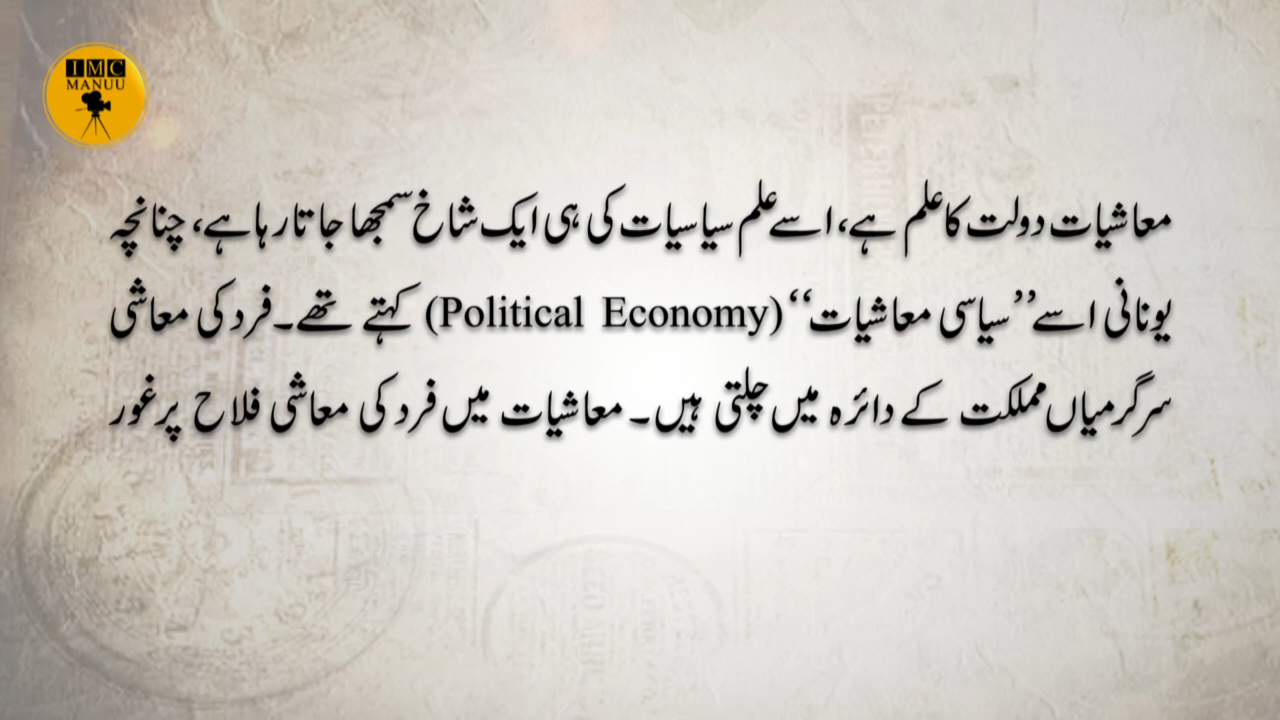 IMC
MANUU
معاشیات دولت کا علم ہے، اسے علم سیاسیات کی ہی ایک شاخ سمجھا جاتا رہا ہے، چنانچہ
یونانی اسے ’’سیاسی معاشیات‘‘ (Political Economy) کہتے تھے۔ فرد کی معاشی
سرگرمیاں مملکت کے دائرہ میں چلتی ہیں۔ معاشیات میں فرد کی معاشی فلاح پر غور